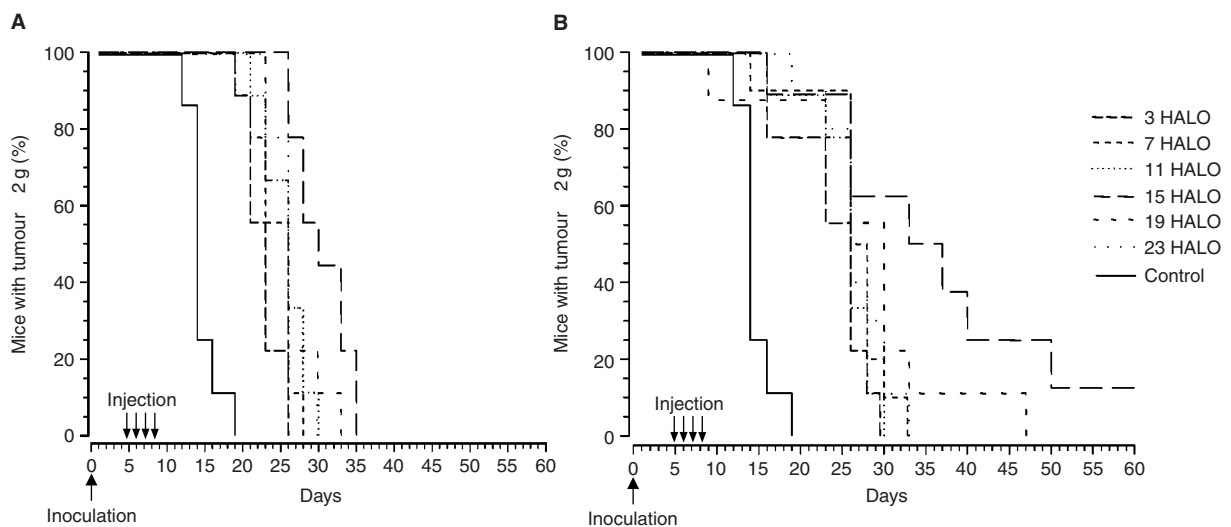 A
Mice with tumour 2 g (%)
100
80
60
40
20
0
Injection
0 5 10 15 20 25 30 35 40 45 50 55 60
Days
Inoculation
B
Mice with tumour 2 g (%)
100
80
60
40
20
0
Injection
0 5 10 15 20 25 30 35 40 45 50 55 60
Days
Inoculation
3 HALO
7 HALO
11 HALO
15 HALO
19 HALO
23 HALO
Control